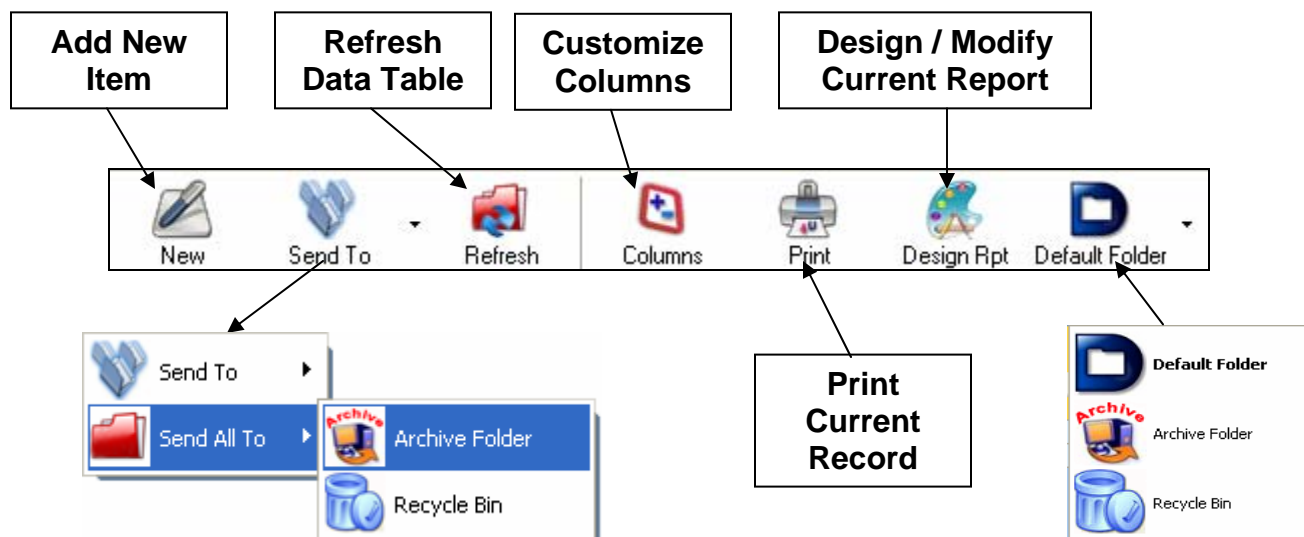 Add New
Item
Refresh
Data Table
Customize
Columns
Design / Modify
Current Report
New
Send To
Refresh
Columns
Print
Design Rpt
Default Folder
Send To
Send All To
Archive
Archive Folder
Recycle Bin
Print
Current
Record
Default Folder
Archive
Archive Folder
Recycle Bin